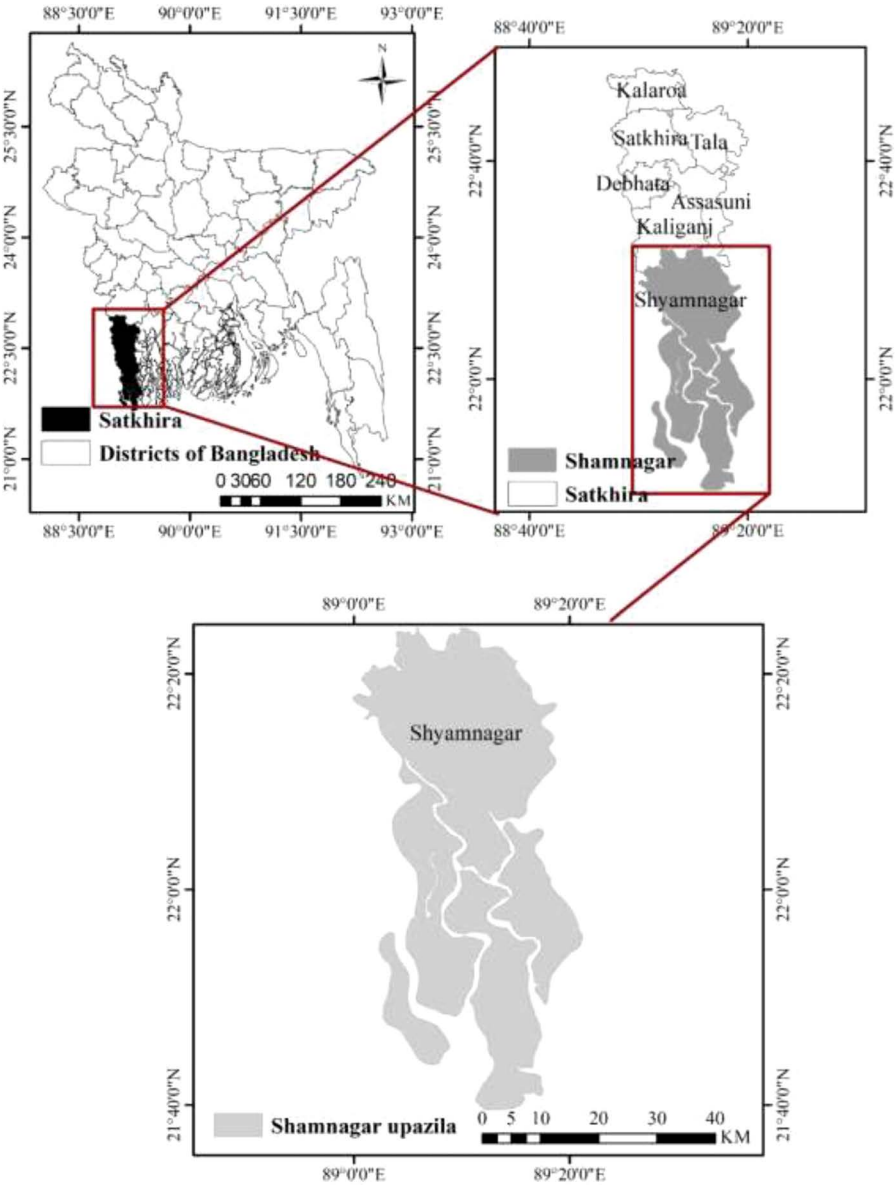 88°30'0"E 90°0'0"E 91°30'0"E 93°0'0"E
N
25°30'0"N
24°0'0"N
22°30'0"N
21°0'0"N
25°30'0"N
24°0'0"N
22°30'0"N
21°0'0"N
Satkhira
Districts of Bangladesh
0 30 60 120 180 240
KM
88°30'0"E 90°0'0"E 91°30'0"E 93°0'0"E
88°40'0"E 89°20'0"E
22°40'0"N
22°0'0"N
22°40'0"N
22°0'0"N
Kalaroa
Satkhira Tala
Debhata
Assasuni
Kaliganj
Shyamnagar
Shamnagar
Satkhira
88°40'0"E 89°20'0"E
89°0'0"E 89°20'0"E
22°20'0"N
22°0'0"N
21°40'0"N
22°20'0"N
22°0'0"N
21°40'0"N
Shyamnagar
Shamnagar upazila
0 5 10 20 30 40
KM
89°0'0"E 89°20'0"E